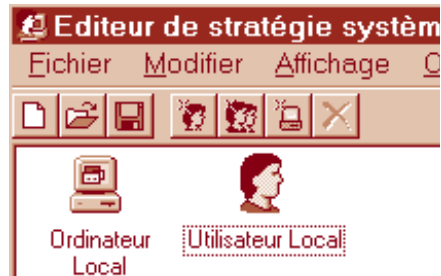 Editeur de stratégie systèm
Fichier Modifier Affichage O
Ordinateur Local
Utilisateur Local